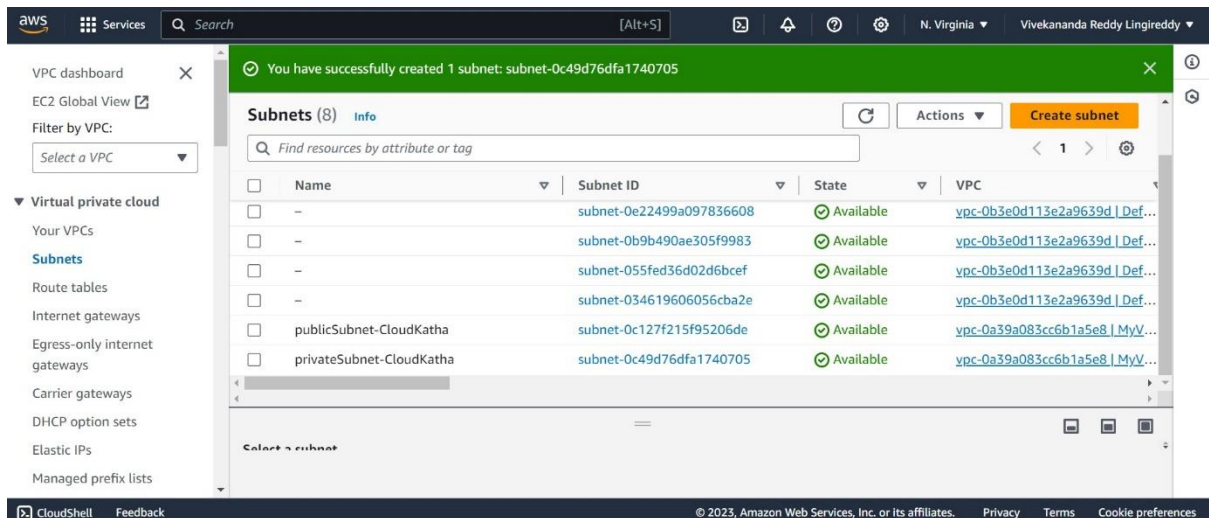 aws Services Search [Alt+S] N. Virginia Vivekananda Reddy Lingireddy
VPC dashboard
EC2 Global View
Filter by VPC:
Select a VPC
Virtual private cloud
Your VPCs
Subnets
Route tables
Internet gateways
Egress-only internet
gateways
Carrier gateways
DHCP option sets
Elastic IPs
Managed prefix lists
You have successfully created 1 subnet: subnet-0c49d76dfa1740705
Subnets (8) Info Actions Create subnet
Find resources by attribute or tag 1
Name Subnet ID State VPC
– subnet-0e22499a097836608 Available vpc-0b3e0d113e2a9639d | Def...
– subnet-0b9b490ae305f9983 Available vpc-0b3e0d113e2a9639d | Def...
– subnet-055fed36d02d6bcef Available vpc-0b3e0d113e2a9639d | Def...
– subnet-034619606056cba2e Available vpc-0b3e0d113e2a9639d | Def...
publicSubnet-CloudKatha subnet-0c127f215f95206de Available vpc-0a39a083cc6b1a5e8 | MyV...
privateSubnet-CloudKatha subnet-0c49d76dfa1740705 Available vpc-0a39a083cc6b1a5e8 | MyV...
Select a subnet
CloudShell Feedback © 2023, Amazon Web Services, Inc. or its affiliates. Privacy Terms Cookie preferences